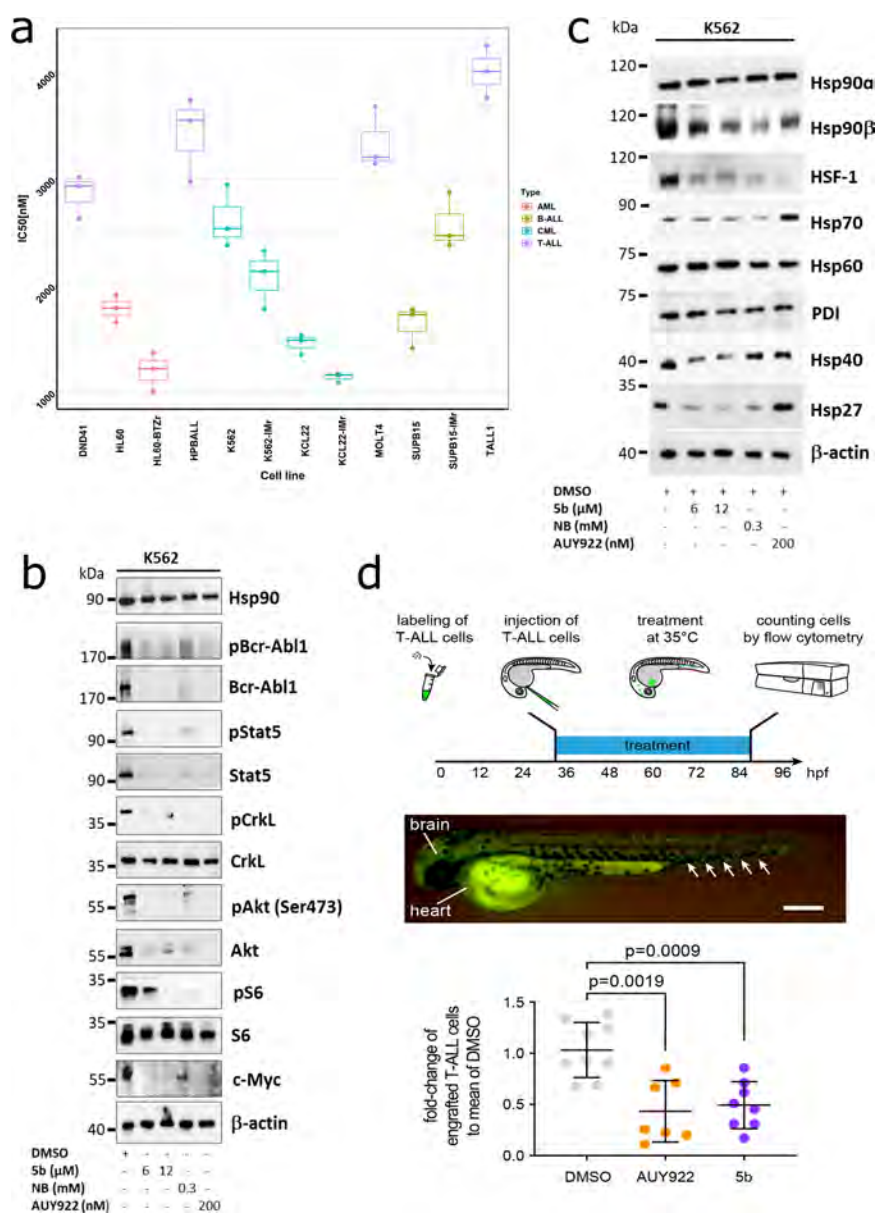 a
4000
3000
2000
1000
IC50[nM]
DND41
HL60
HL60-BTZr
HPBALL
K562
K562-IMr
KCL22
KCL22-IMr
MOLT4
SUPB15
SUPB15-IMr
TALL1
Cell line
Type
AML
B-ALL
CML
T-ALL
b
K562
kDa
90 Hsp90
pBcr-Abl1
170
Bcr-Abl1
170
pStat5
90
Stat5
90
pCrkL
35
CrkL
35
pAkt (Ser473)
55
Akt
55
35
pS6
35
S6
c-Myc
55
β-actin
40
DMSO + - - - -
5b (μM) - 6 12 - -
NB (mM) - - - 0.3 -
AUY922 (nM) - - - - 200
c
K562
kDa
120
Hsp90α
120
Hsp90β
120
HSF-1
90
Hsp70
75
Hsp60
75
PDI
40 Hsp40
35
Hsp27
40 β-actin
DMSO + + + + +
5b (μM) - 6 12 - -
NB (mM) - - - 0.3 -
AUY922 (nM) - - - - 200
d
labeling of
T-ALL cells
injection of
T-ALL cells
treatment
at 35°C
counting cells
by flow cytometry
treatment
0 12 24 36 48 60 72 84 96 hpf
brain
heart
p=0.0009
p=0.0019
fold-change of
engrafted T-ALL cells
to mean of DMSO
1.5
1.0
0.5
0.0
DMSO AUY922 5b